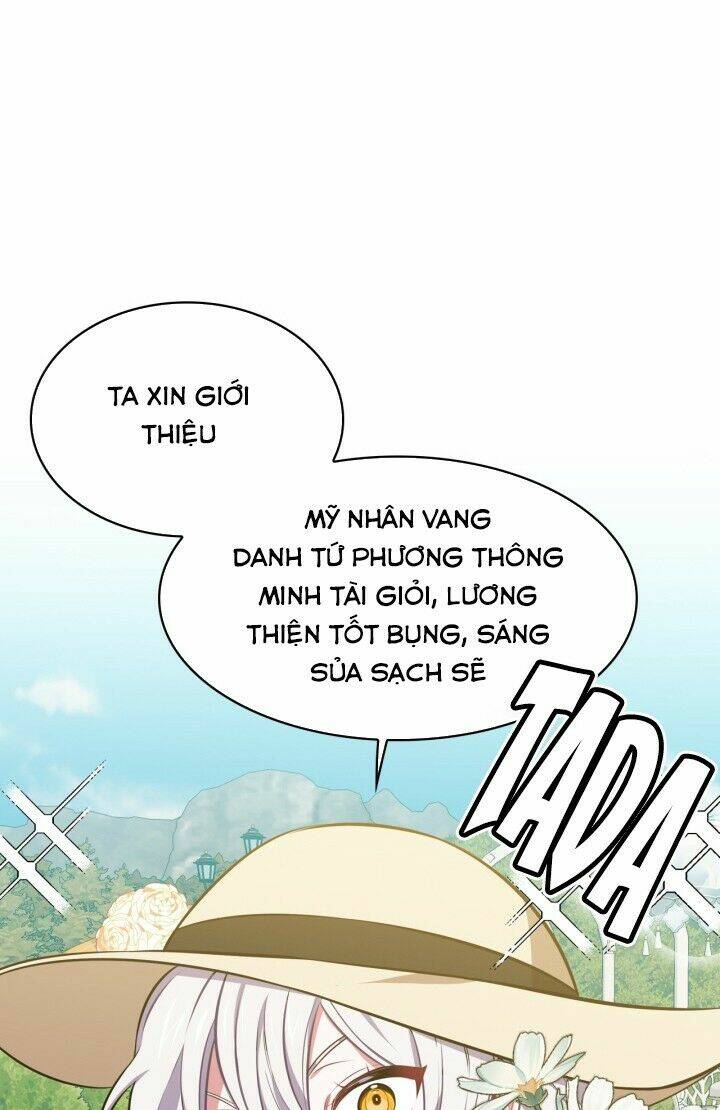 TA XIN GIỚI
THIỆU
MỸ NHÂN VANG
DANH TỨ PHƯƠNG THÔNG
MINH TÀI GIỎI, LƯƠNG
THIỆN TỐT BỤNG, SÁNG
SỦA SẠCH SẼ
TADA